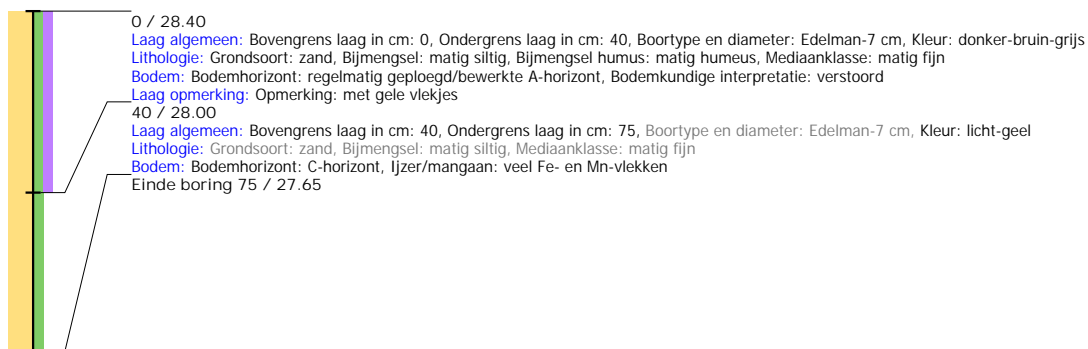 0 / 28.40
Laag algemeen: Bovengrens laag in cm: 0, Ondergrens laag in cm: 40, Boortype en diameter: Edelman-7 cm, Kleur: donker-bruin-grijs
Lithologie: Grondsoort: zand, Bijmengsel: matig siltig, Bijmengsel humus: matig humeus, Mediaanklasse: matig fijn
Bodem: Bodemhorizont: regelmatig geploegd/bewerkte A-horizont, Bodemkundige interpretatie: verstoord
Laag opmerking: Opmerking: met gele vlekjes
40 / 28.00
Laag algemeen: Bovengrens laag in cm: 40, Ondergrens laag in cm: 75, Boortype en diameter: Edelman-7 cm, Kleur: licht-geel
Lithologie: Grondsoort: zand, Bijmengsel: matig siltig, Mediaanklasse: matig fijn
Bodem: Bodemhorizont: C-horizont, Ijzer/mangaan: veel Fe- en Mn-vlekken
Einde boring 75 / 27.65